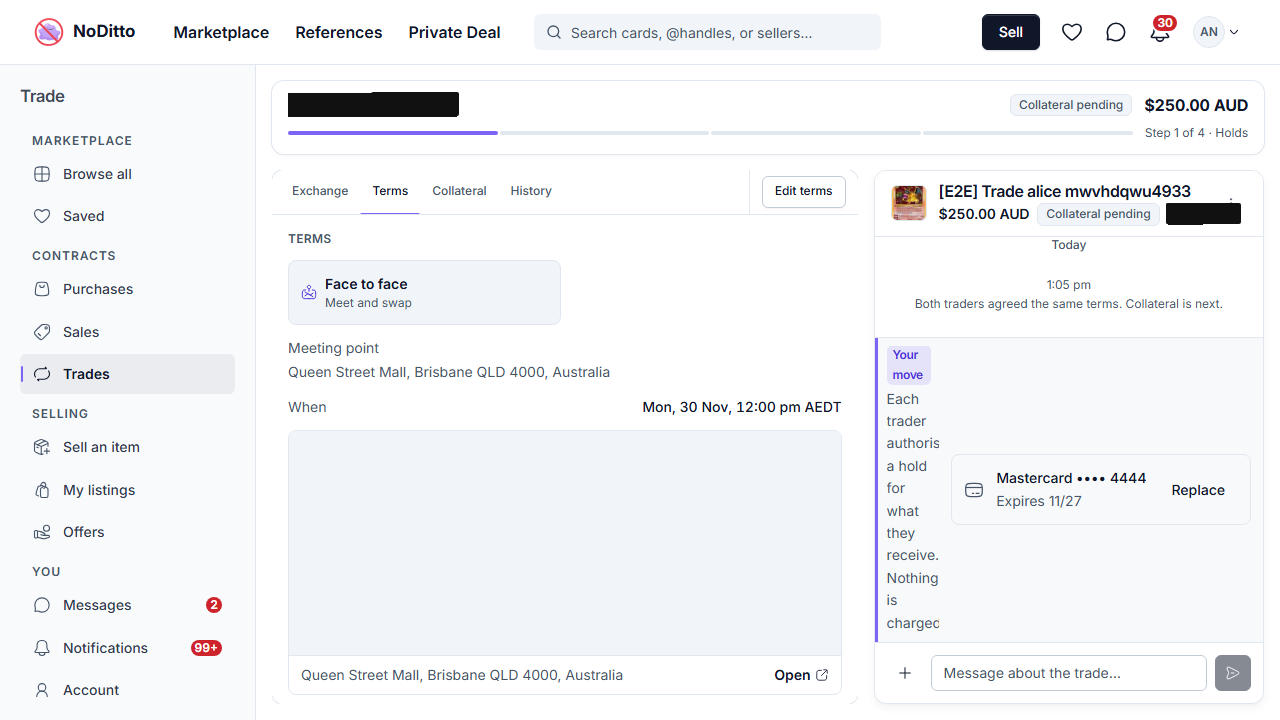 NoDitto
Marketplace
References
Private Deal
Search cards, @handles, or sellers...
Sell
30
AN
Trade
MARKETPLACE
Browse all
Saved
CONTRACTS
Purchases
Sales
Trades
SELLING
Sell an item
My listings
Offers
YOU
Messages
2
Notifications
99+
Account
Collateral pending
$250.00 AUD
Step 1 of 4 · Holds
Exchange
Terms
Collateral
History
Edit terms
TERMS
Face to face
Meet and swap
Meeting point
Queen Street Mall, Brisbane QLD 4000, Australia
When
Mon, 30 Nov, 12:00 pm AEDT
Queen Street Mall, Brisbane QLD 4000, Australia
Open
[E2E] Trade alice mwvhdqwu4933
$250.00 AUD
Collateral pending
Today
1:05 pm
Both traders agreed the same terms. Collateral is next.
Your
move
Each
trader
authoris
a hold
for
what
they
receive.
Nothing
is
charged
Mastercard •••• 4444
Expires 11/27
Replace
Message about the trade...